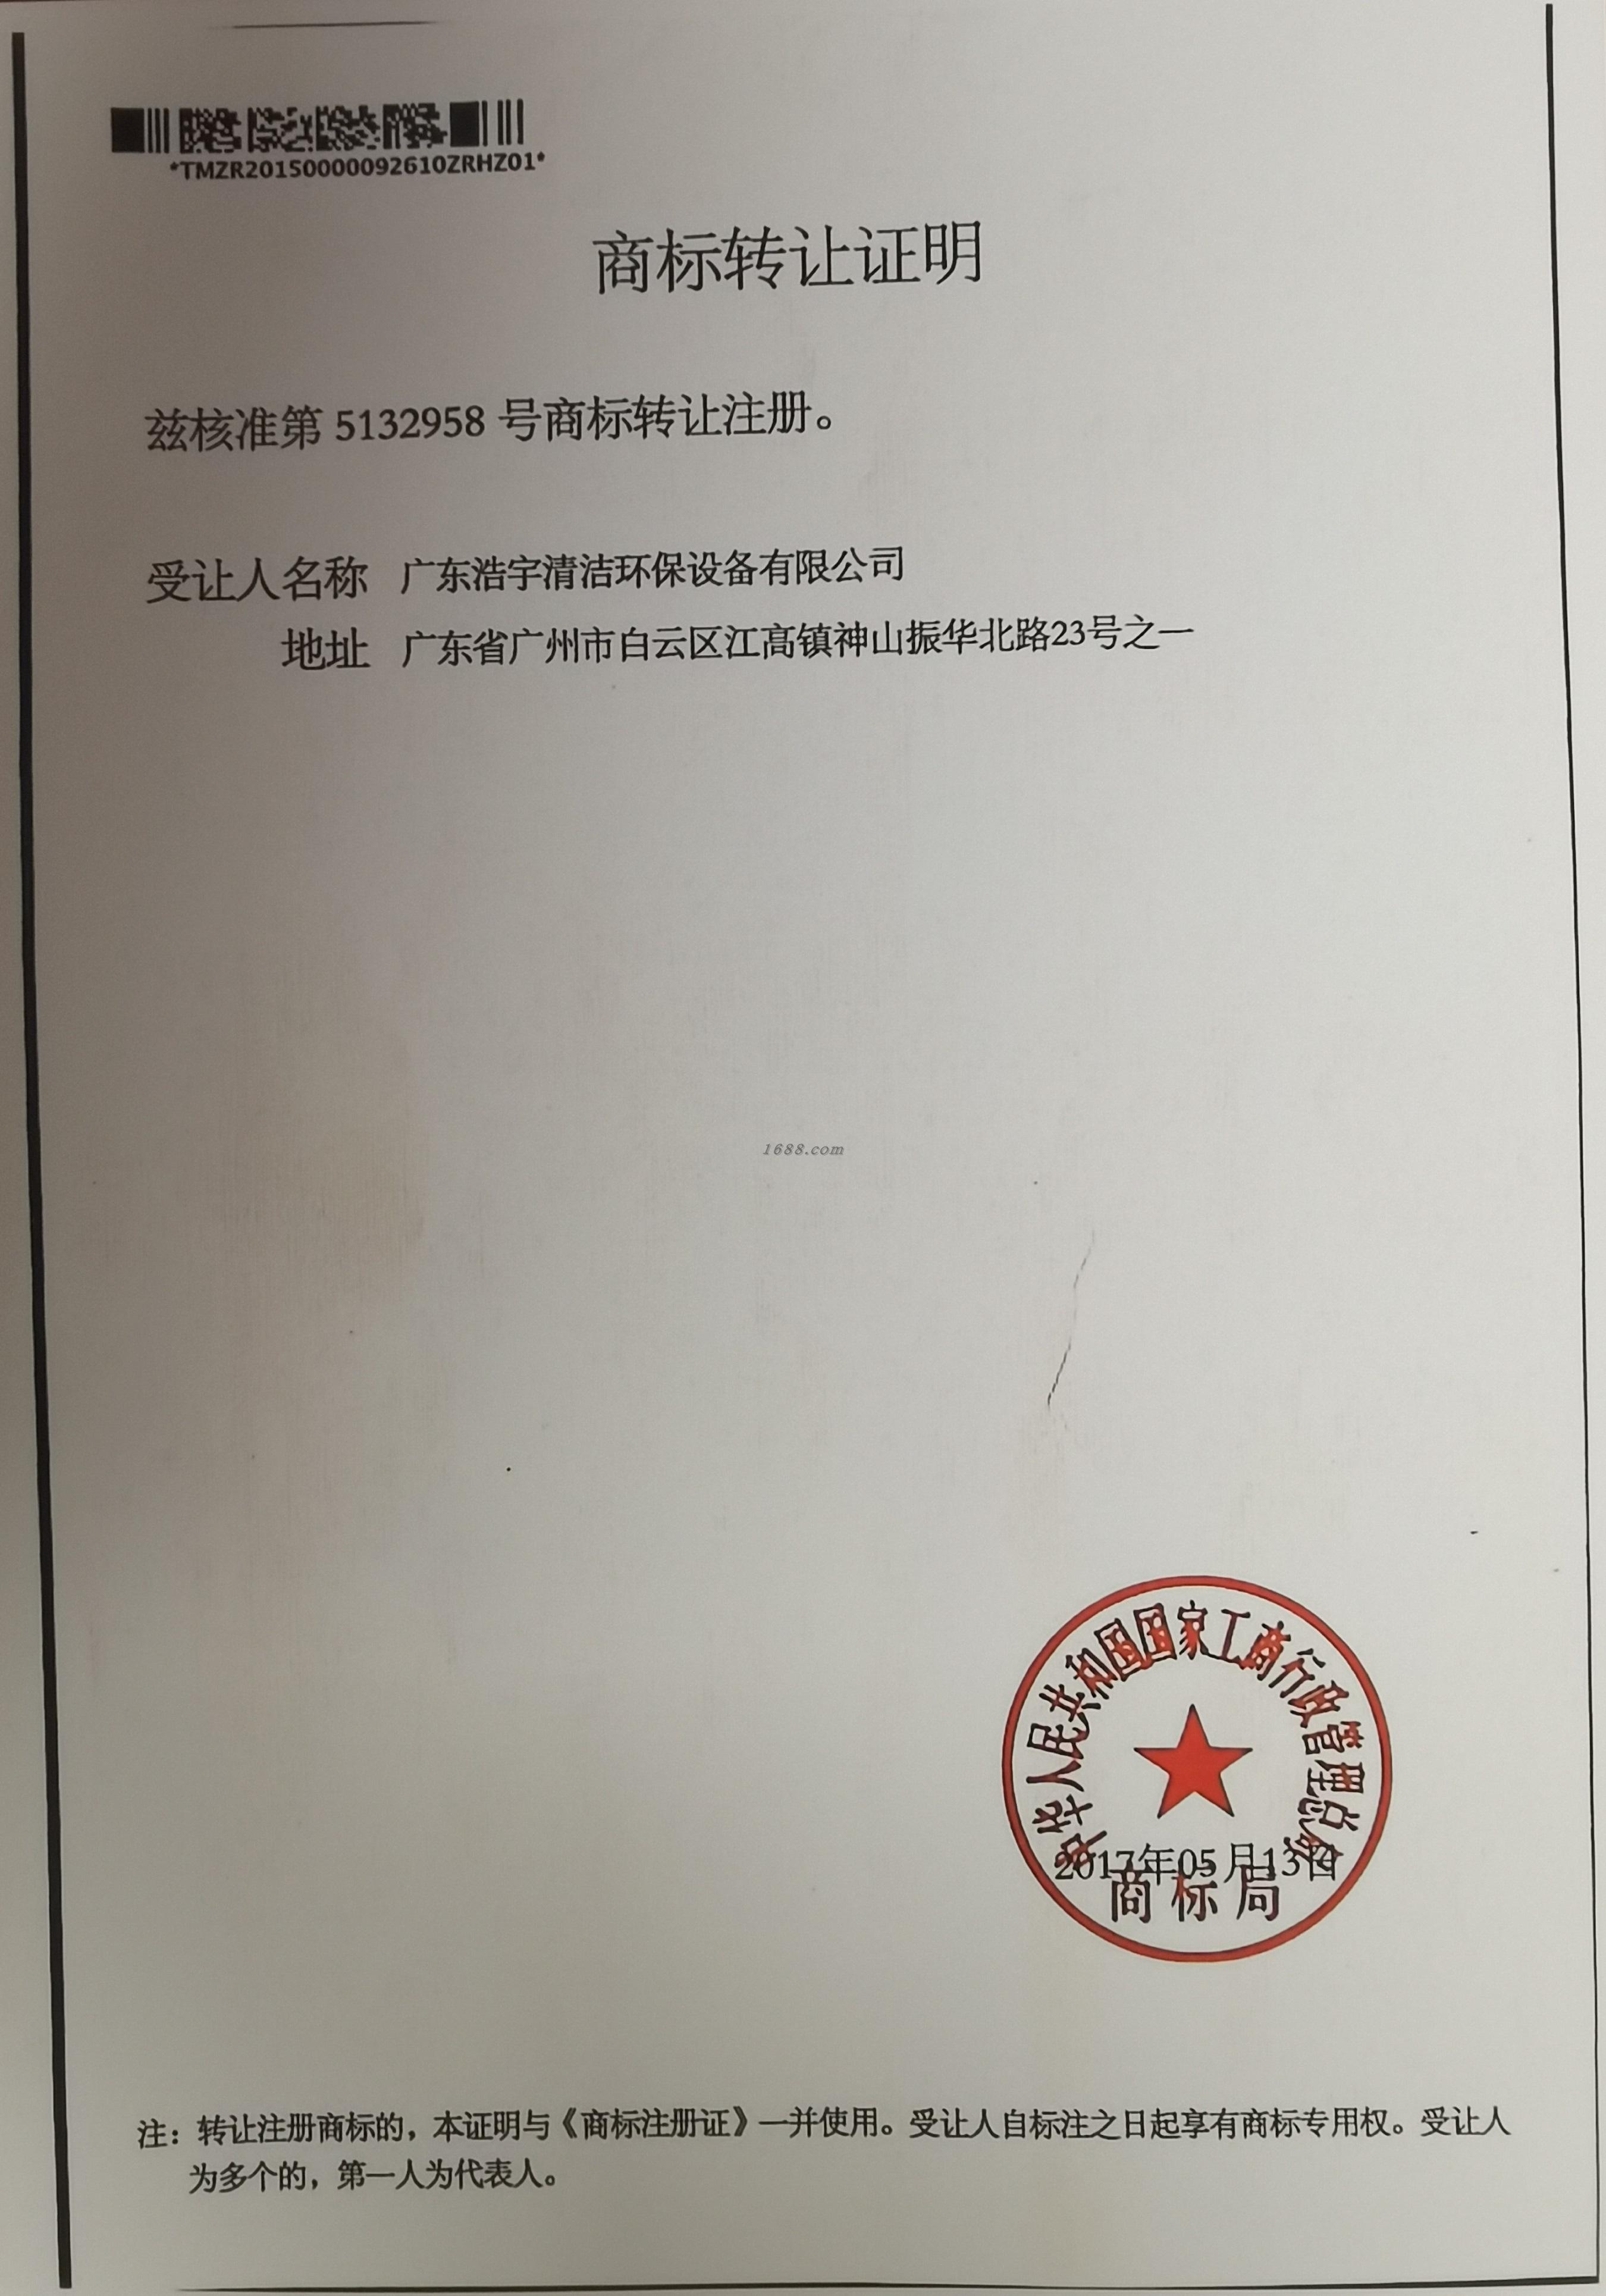 *TMZR20150000092610ZRHZ01*
商标转让证明
兹核准第 5132958 号商标转让注册。
受让人名称 广东浩宇清洁环保设备有限公司
地址 广东省广州市白云区江高镇神山振华北路23号之一
1688.com
中华人民共和国国家工商行政管理总局
2017年05月13日
商标局
注：转让注册商标的，本证明与《商标注册证》一并使用。受让人自标注之日起享有商标专用权。受让人
为多个的，第一人为代表人。